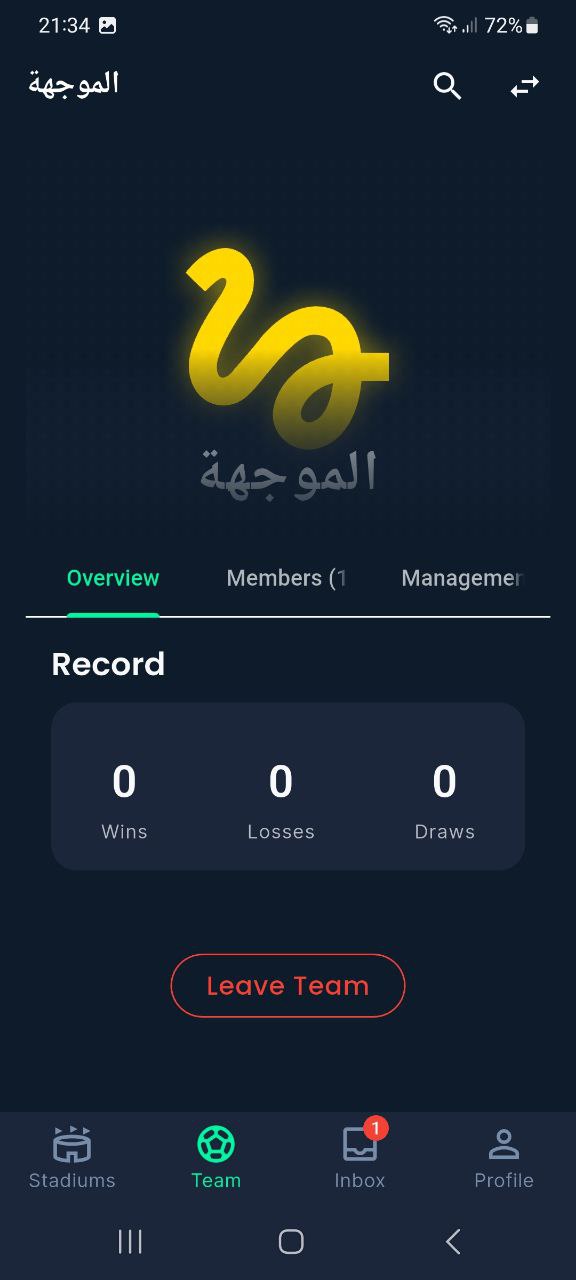 21:34 72%
الموجهة
الموجهة
Overview Members (1 Managemen
Record
0 0 0
Wins Losses Draws
Leave Team
1
Stadiums Team Inbox Profile